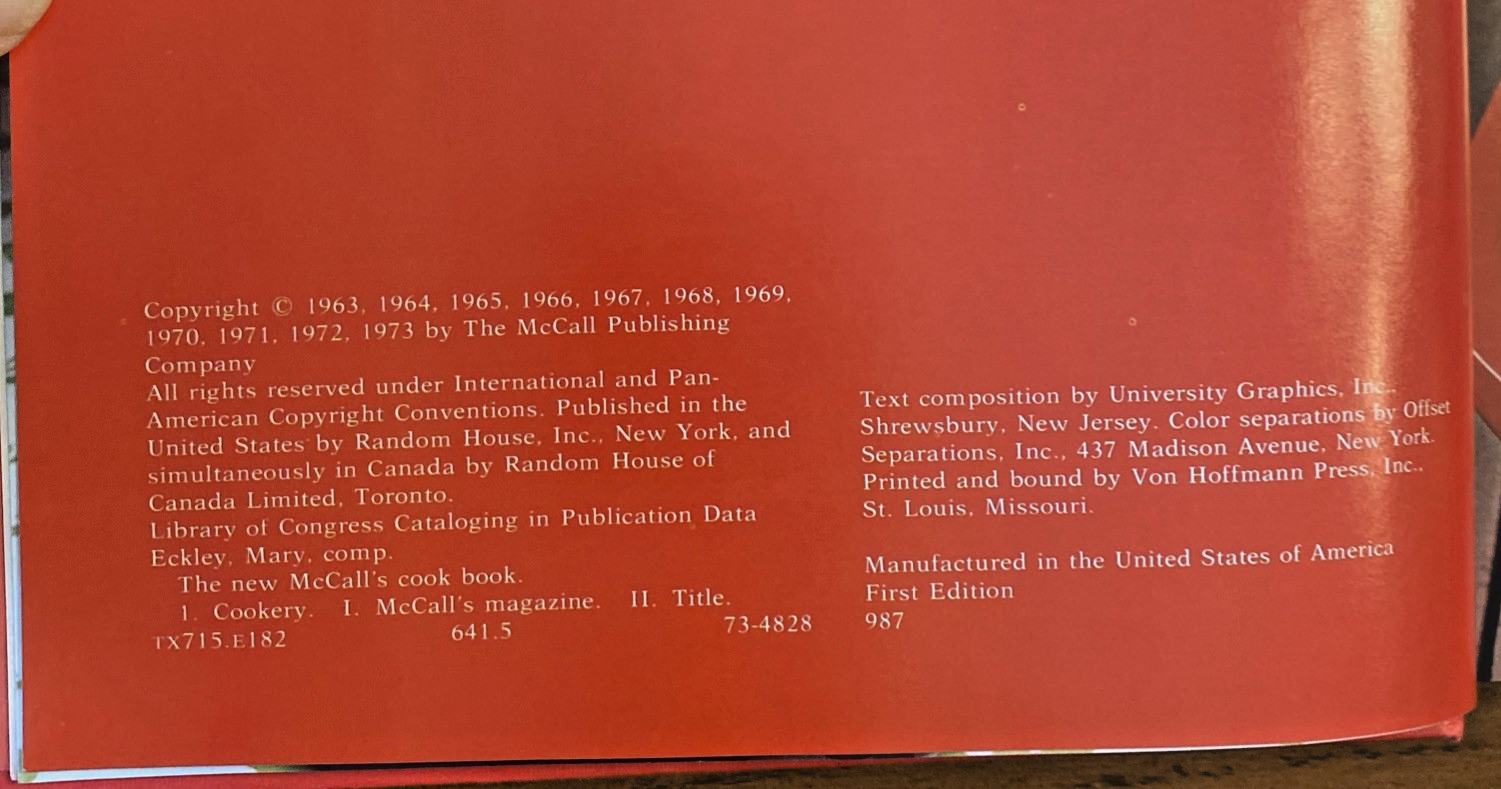 Copyright © 1963, 1964, 1965, 1966, 1967, 1968, 1969,
1970, 1971, 1972, 1973 by The McCall Publishing
Company
All rights reserved under International and Pan-
American Copyright Conventions. Published in the
United States by Random House, Inc., New York, and
simultaneously in Canada by Random House of
Canada Limited, Toronto.
Library of Congress Cataloging in Publication Data
Eckley, Mary, comp.
The new McCall's cook book.
1. Cookery. I. McCall's magazine. II. Title.
TX715.E182 641.5 73-4828
Text composition by University Graphics, Inc.,
Shrewsbury, New Jersey. Color separations by Offset
Separations, Inc., 437 Madison Avenue, New York.
Printed and bound by Von Hoffmann Press, Inc.,
St. Louis, Missouri.
Manufactured in the United States of America
First Edition
987